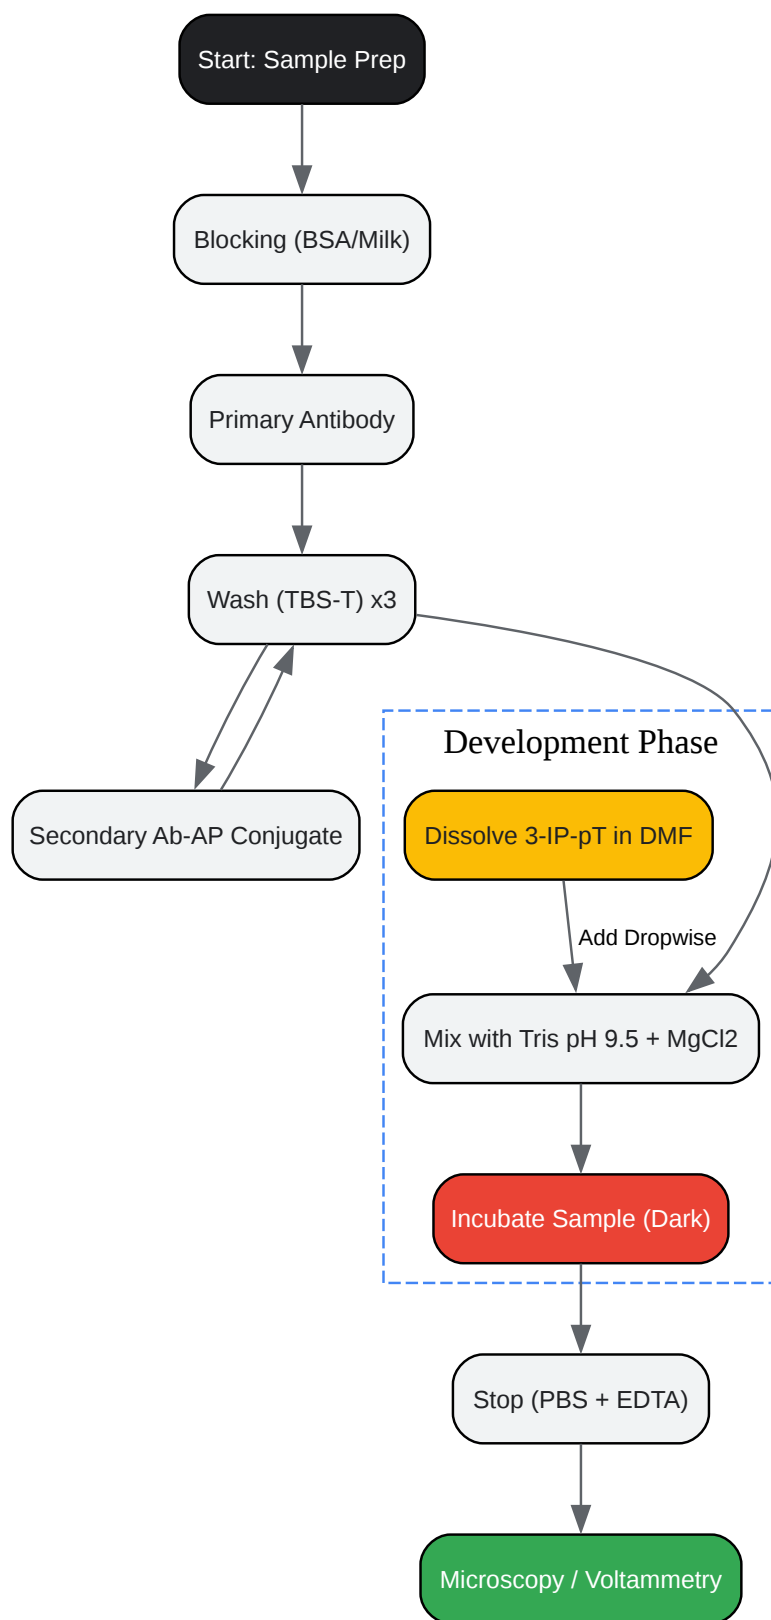 Start: Sample Prep
Blocking (BSA/Milk)
Primary Antibody
Wash (TBS-T) x3
Development Phase
Secondary Ab-AP Conjugate
Dissolve 3-IP-pT in DMF
Add Dropwise
Mix with Tris pH 9.5 + MgCl2
Incubate Sample (Dark)
Stop (PBS + EDTA)
Microscopy / Voltammetry